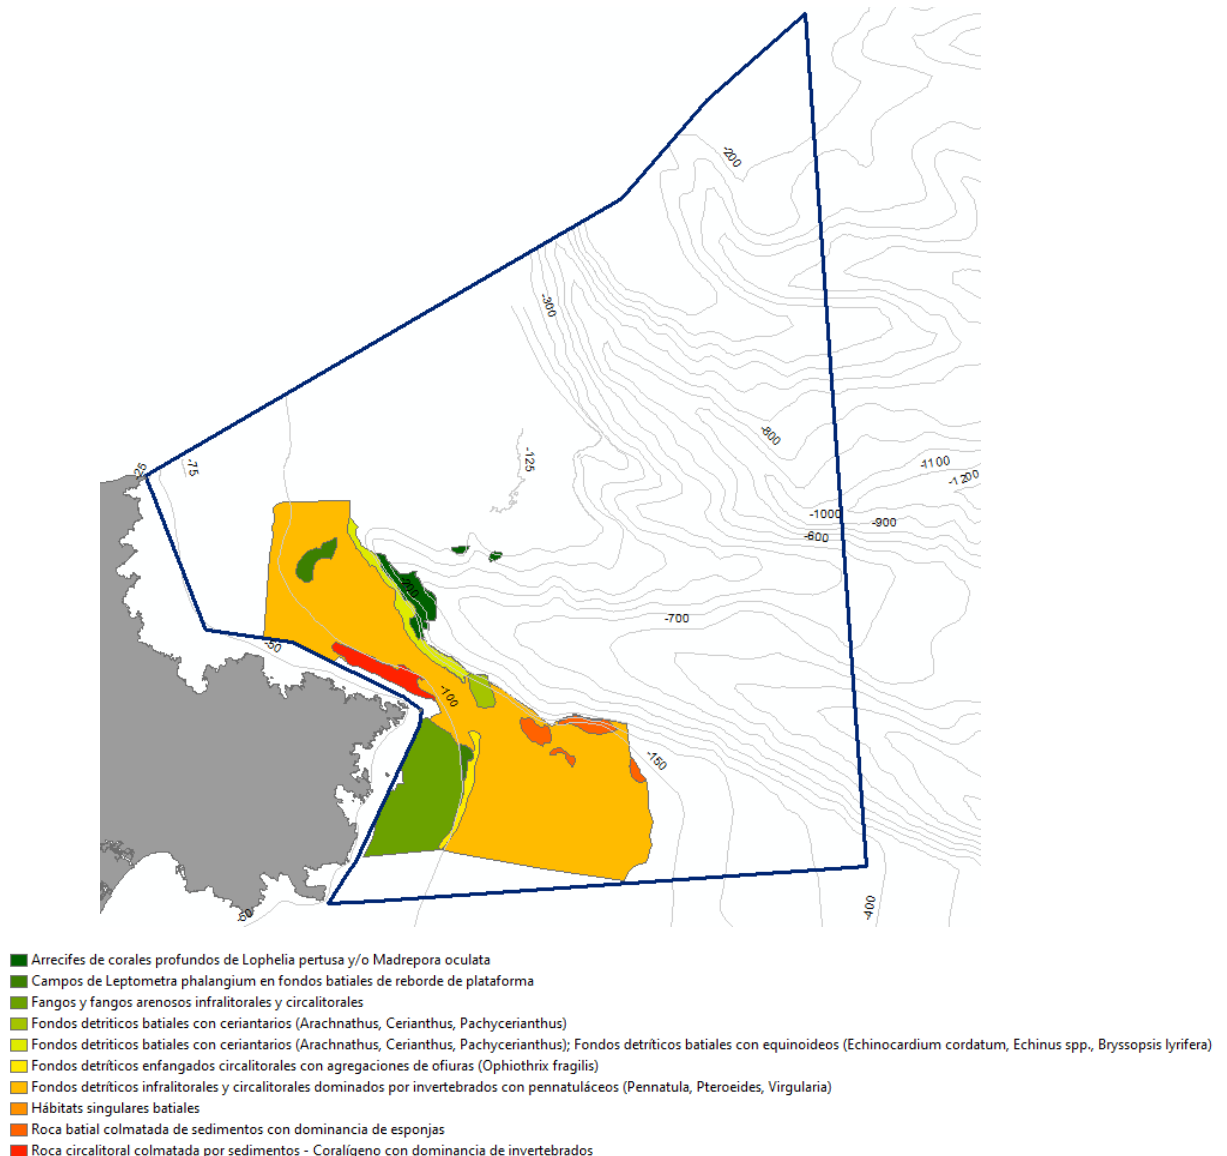 -200
-300
-125
-25
-75
-800
-1100
-1200
-1000
-900
-600
-200
-700
-50
-100
-150
-400
-50
Arrecifes de corales profundos de Lophelia pertusa y/o Madrepora oculata
Campos de Leptometra phalangium en fondos batiales de reborde de plataforma
Fangos y fangos arenosos infralitorales y circalitorales
Fondos detriticos batiales con ceriantarios (Arachnathus, Cerianthus, Pachycerianthus)
Fondos detriticos batiales con ceriantarios (Arachnathus, Cerianthus, Pachycerianthus); Fondos detríticos batiales con equinoideos (Echinocardium cordatum, Echinus spp., Bryssopsis lyrifera)
Fondos detríticos enfangados circalitorales con agregaciones de ofiuras (Ophiothrix fragilis)
Fondos detríticos infralitorales y circalitorales dominados por invertebrados con pennatuláceos (Pennatula, Pteroeides, Virgularia)
Hábitats singulares batiales
Roca batial colmatada de sedimentos con dominancia de esponjas
Roca circalitoral colmatada por sedimentos - Coralígeno con dominancia de invertebrados